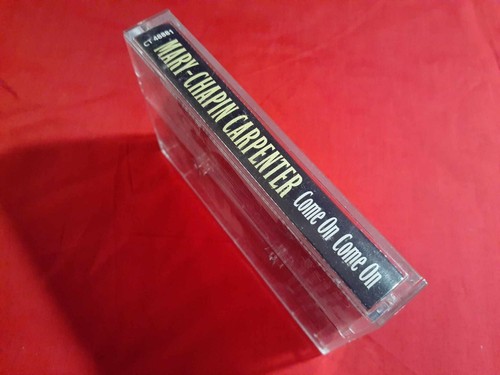 CT 48881
MARY-CHAPIN CARPENTER Come On Come On